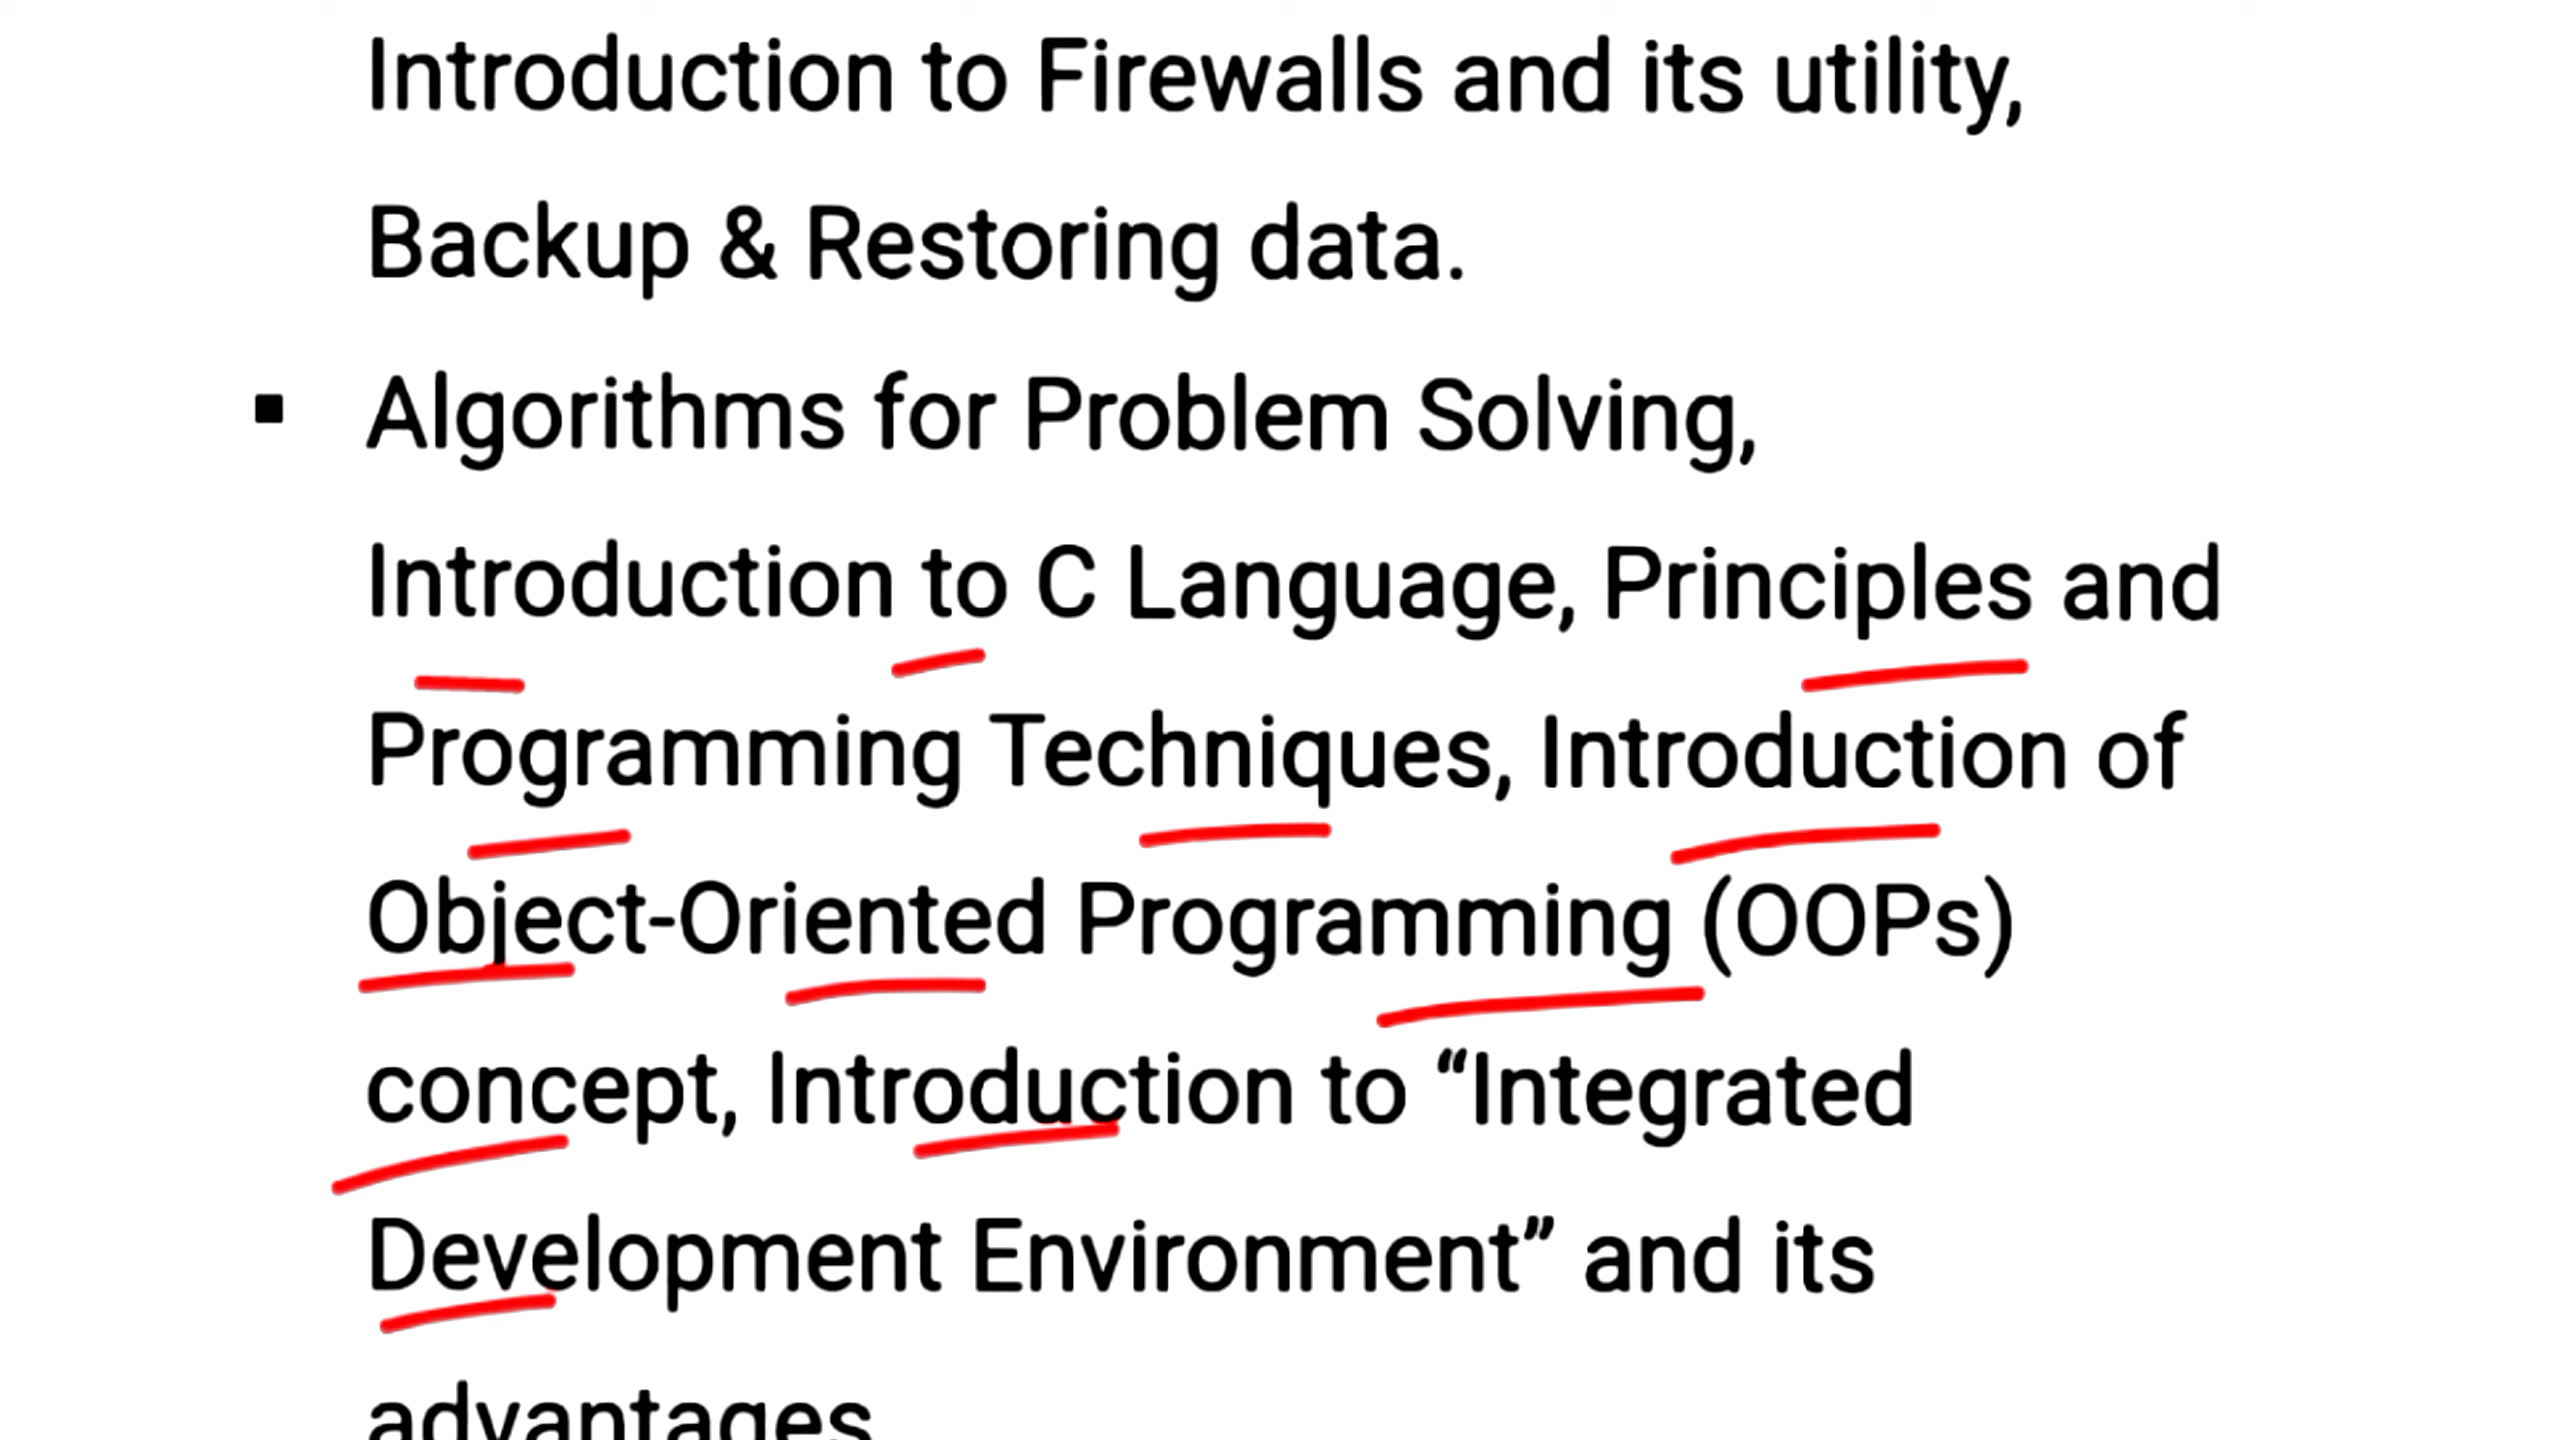 Introduction to Firewalls and its utility,
Backup & Restoring data.
▪ Algorithms for Problem Solving,
Introduction to C Language, Principles and
Programming Techniques, Introduction of
Object-Oriented Programming (OOPs)
concept, Introduction to “Integrated
Development Environment” and its
advantages